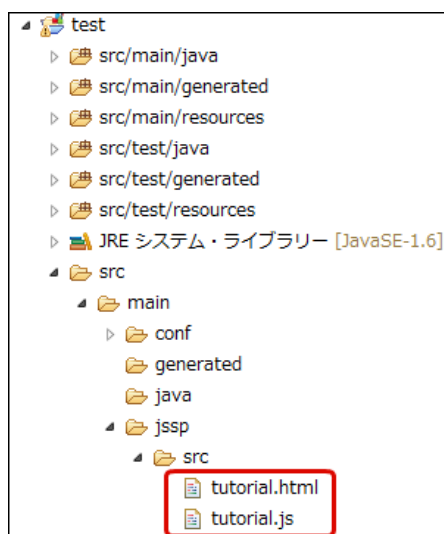 test
src/main/java
src/main/generated
src/main/resources
src/test/java
src/test/generated
src/test/resources
JRE システム・ライブラリー [JavaSE-1.6]
src
main
conf
generated
java
jssp
src
tutorial.html
tutorial.js